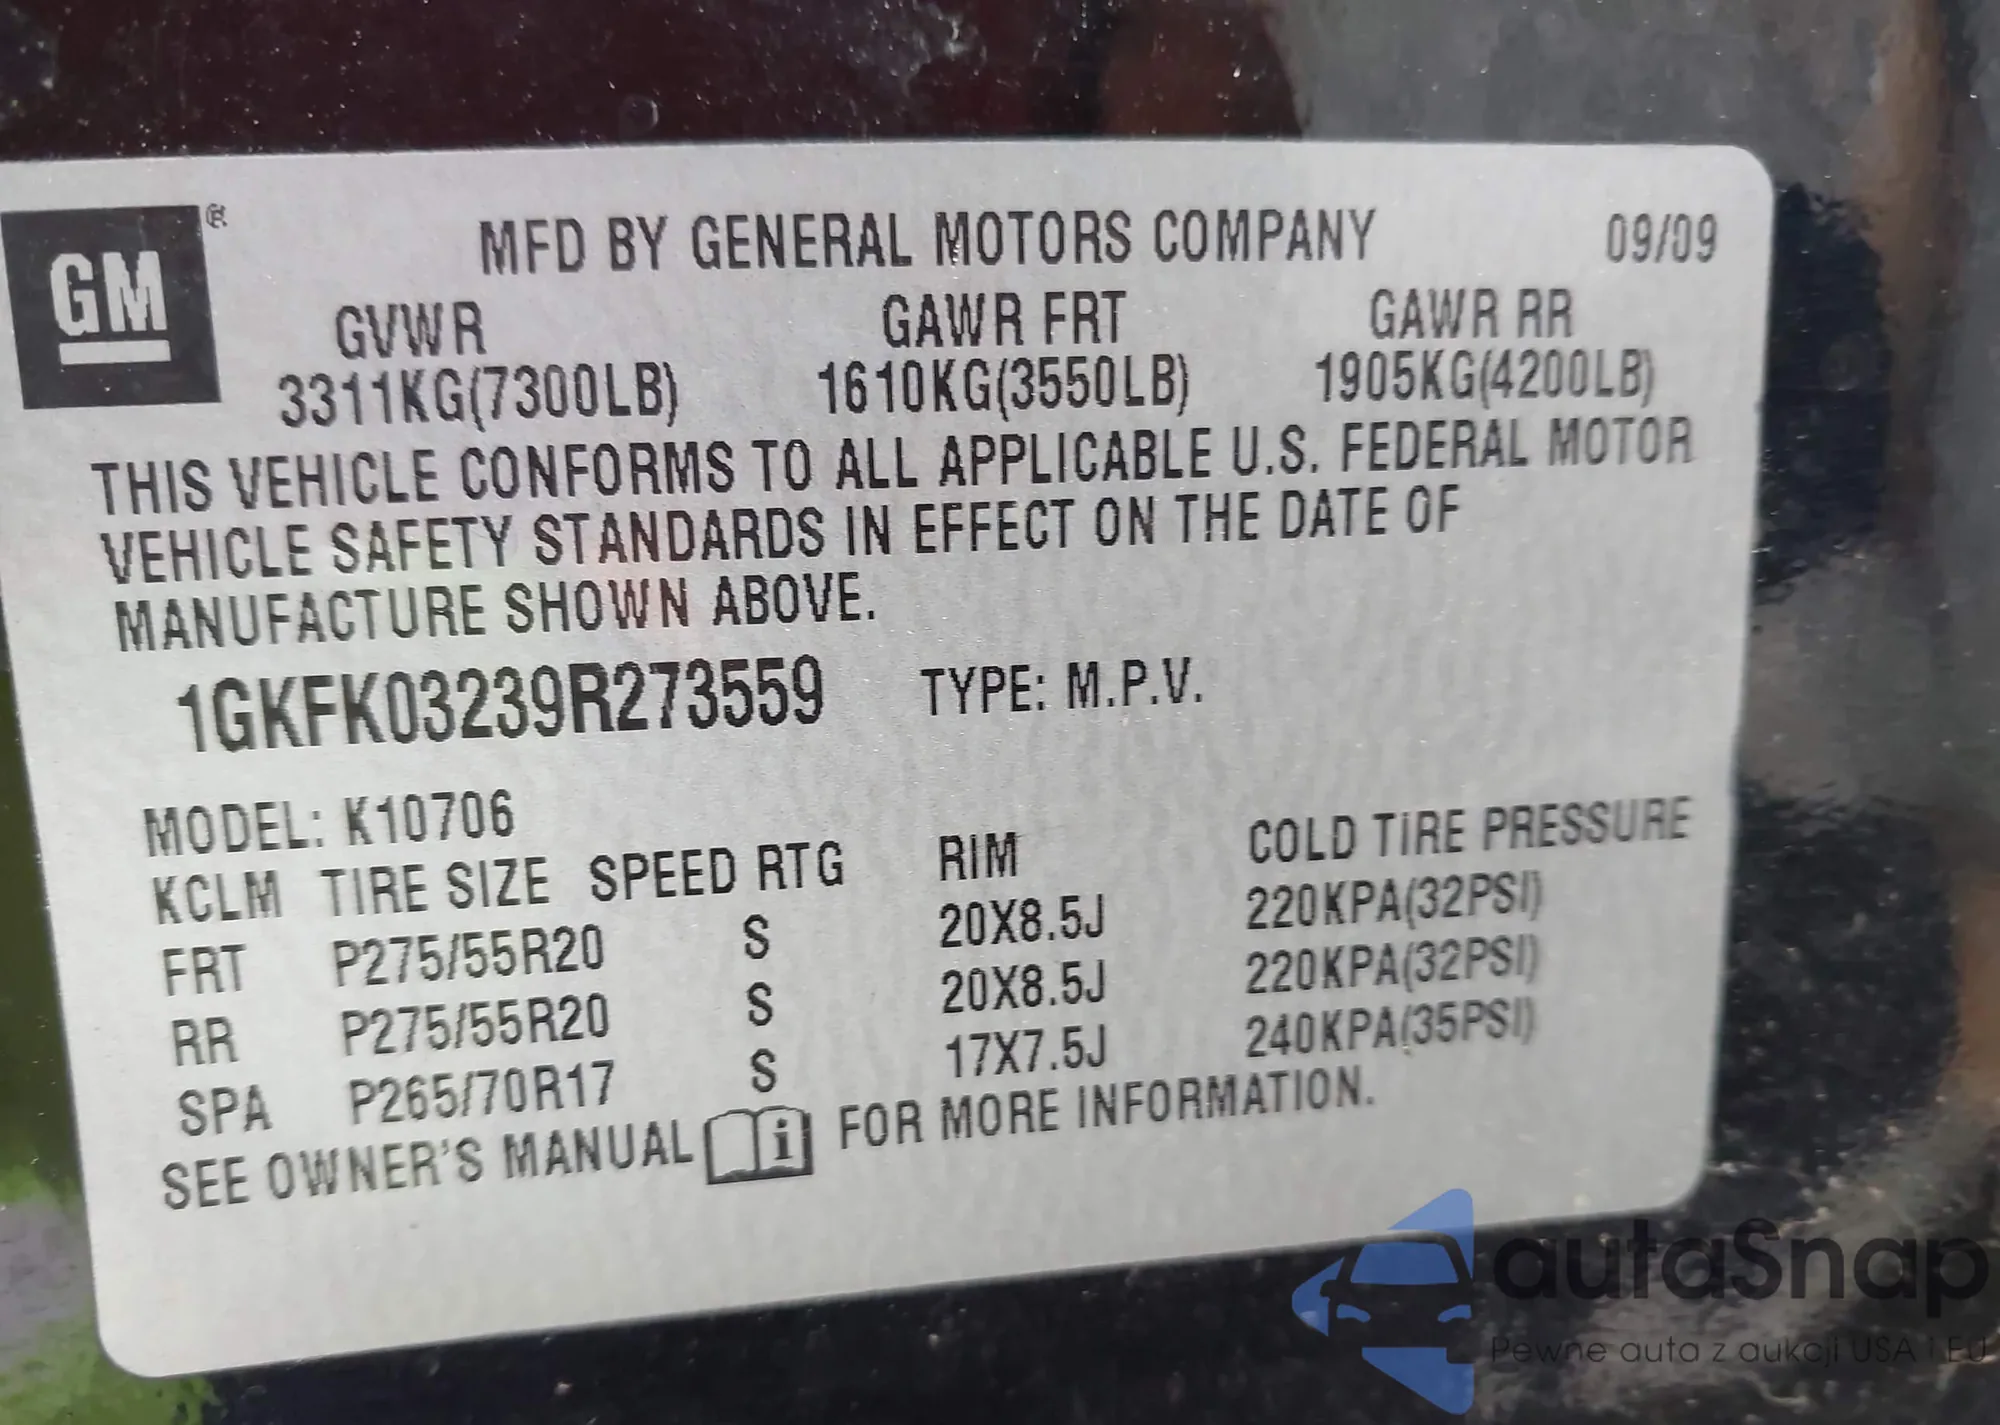 GM ®
MFD BY GENERAL MOTORS COMPANY 09/09
GVWR GAWR FRT GAWR RR
3311KG(7300LB) 1610KG(3550LB) 1905KG(4200LB)
THIS VEHICLE CONFORMS TO ALL APPLICABLE U.S. FEDERAL MOTOR
VEHICLE SAFETY STANDARDS IN EFFECT ON THE DATE OF
MANUFACTURE SHOWN ABOVE.
1GKFK03239R273559 TYPE: M.P.V.
MODEL: K10706
KCLM TIRE SIZE SPEED RTG RIM COLD TIRE PRESSURE
FRT P275/55R20 S 20X8.5J 220KPA(32PSI)
RR P275/55R20 S 20X8.5J 220KPA(32PSI)
SPA P265/70R17 S 17X7.5J 240KPA(35PSI)
SEE OWNER'S MANUAL i FOR MORE INFORMATION.
autaSnap
Pewne auta z aukcji USA i EU